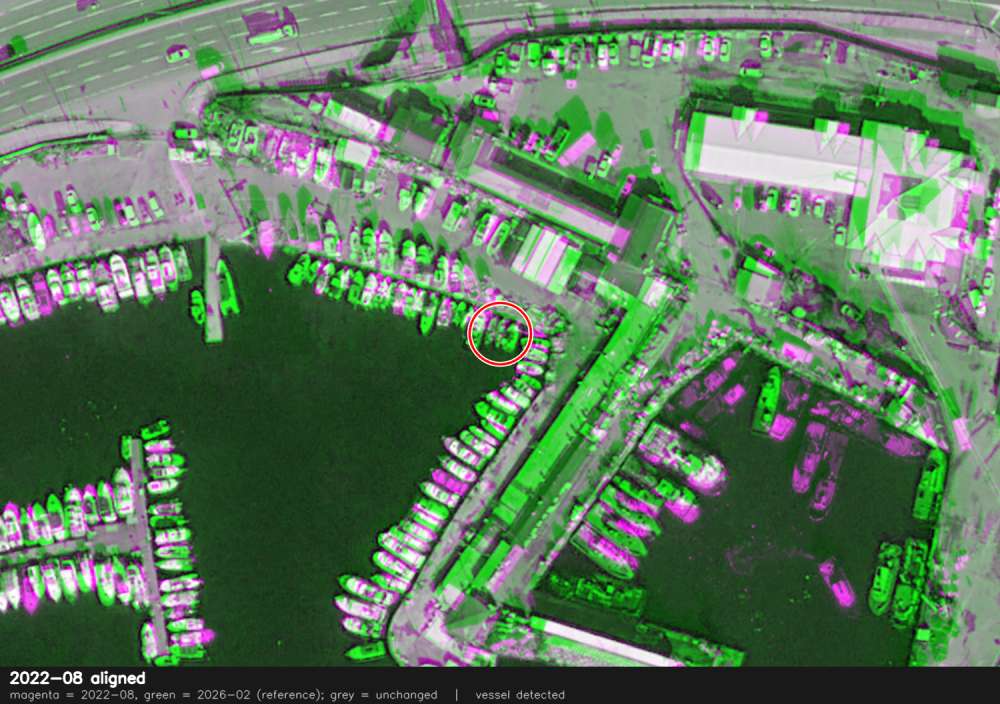 2022-08 aligned
magenta = 2022-08, green = 2026-02 (reference); grey = unchanged | vessel detected